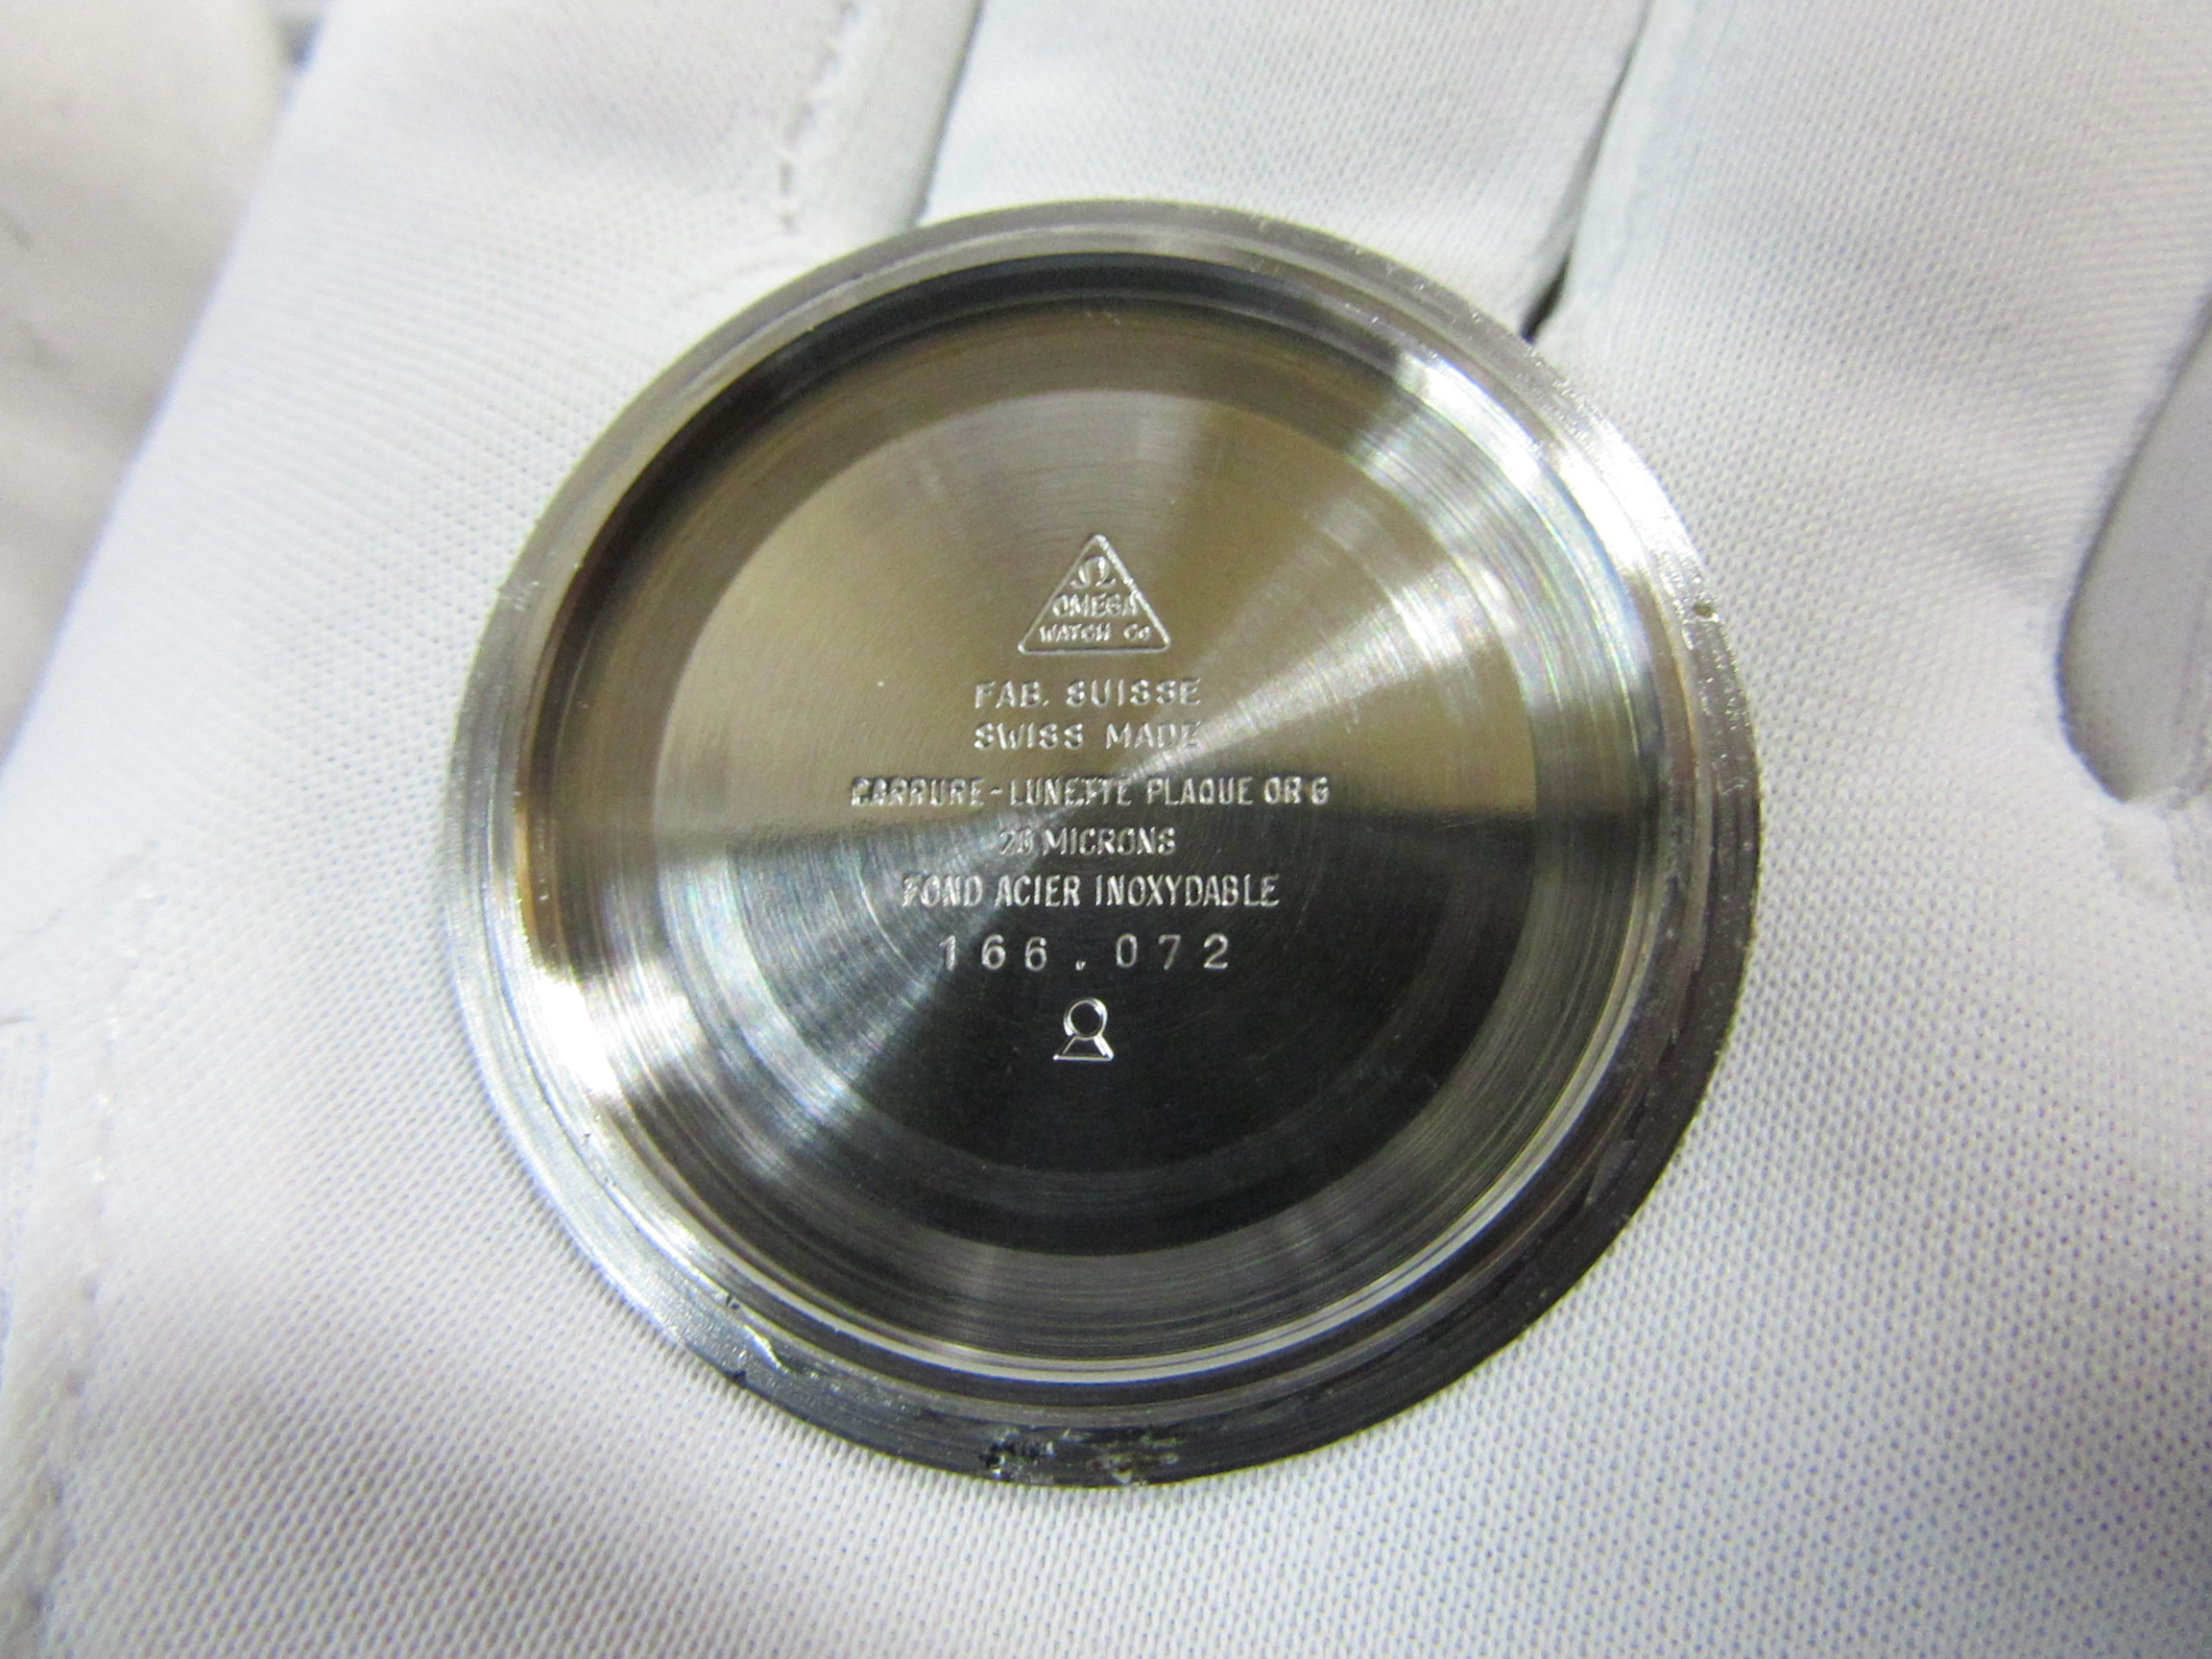 Ω
OMEGA
WATCH Co
FAB. SUISSE
SWISS MADE
CARRURE-LUNETTE PLAQUE OR G
20 MICRONS
FOND ACIER INOXYDABLE
166.072